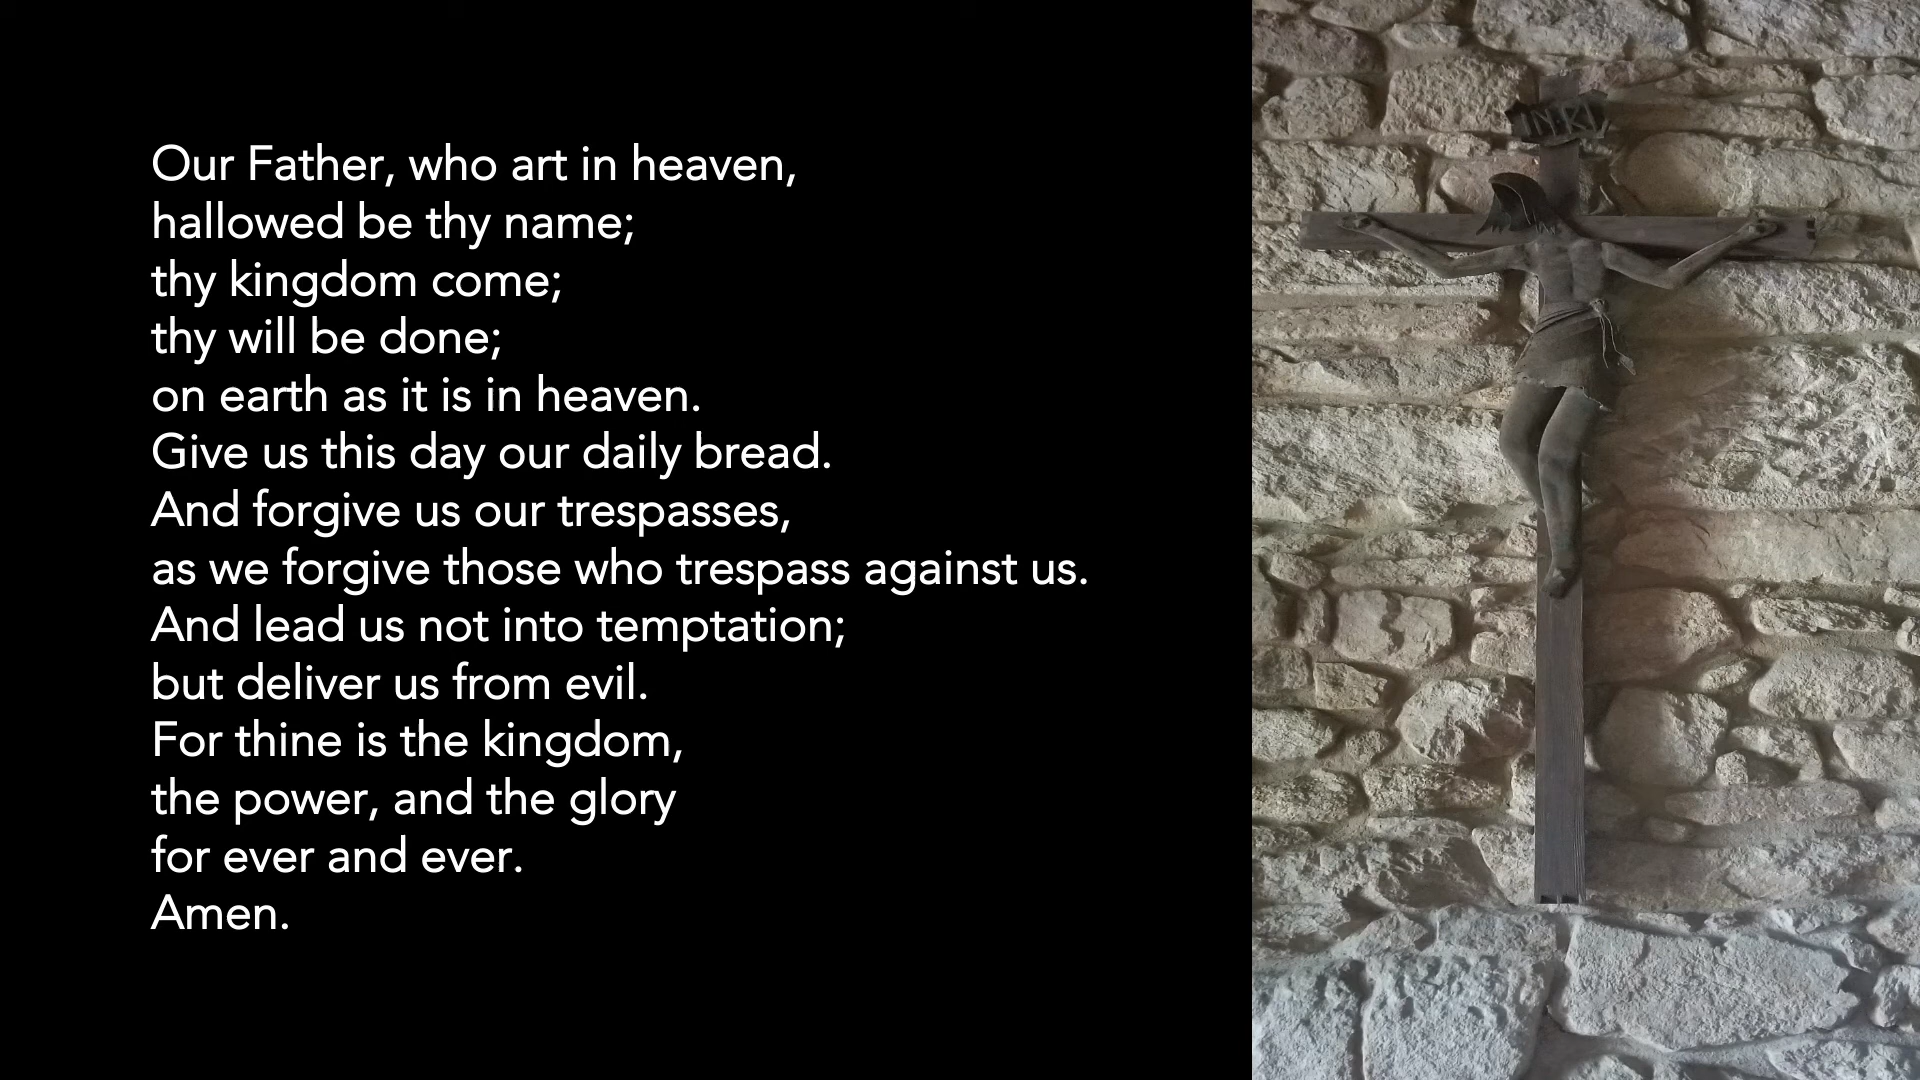 Our Father, who art in heaven,
hallowed be thy name;
thy kingdom come;
thy will be done;
on earth as it is in heaven.
Give us this day our daily bread.
And forgive us our trespasses,
as we forgive those who trespass against us.
And lead us not into temptation;
but deliver us from evil.
For thine is the kingdom,
the power, and the glory
for ever and ever.
Amen.
IN·RI